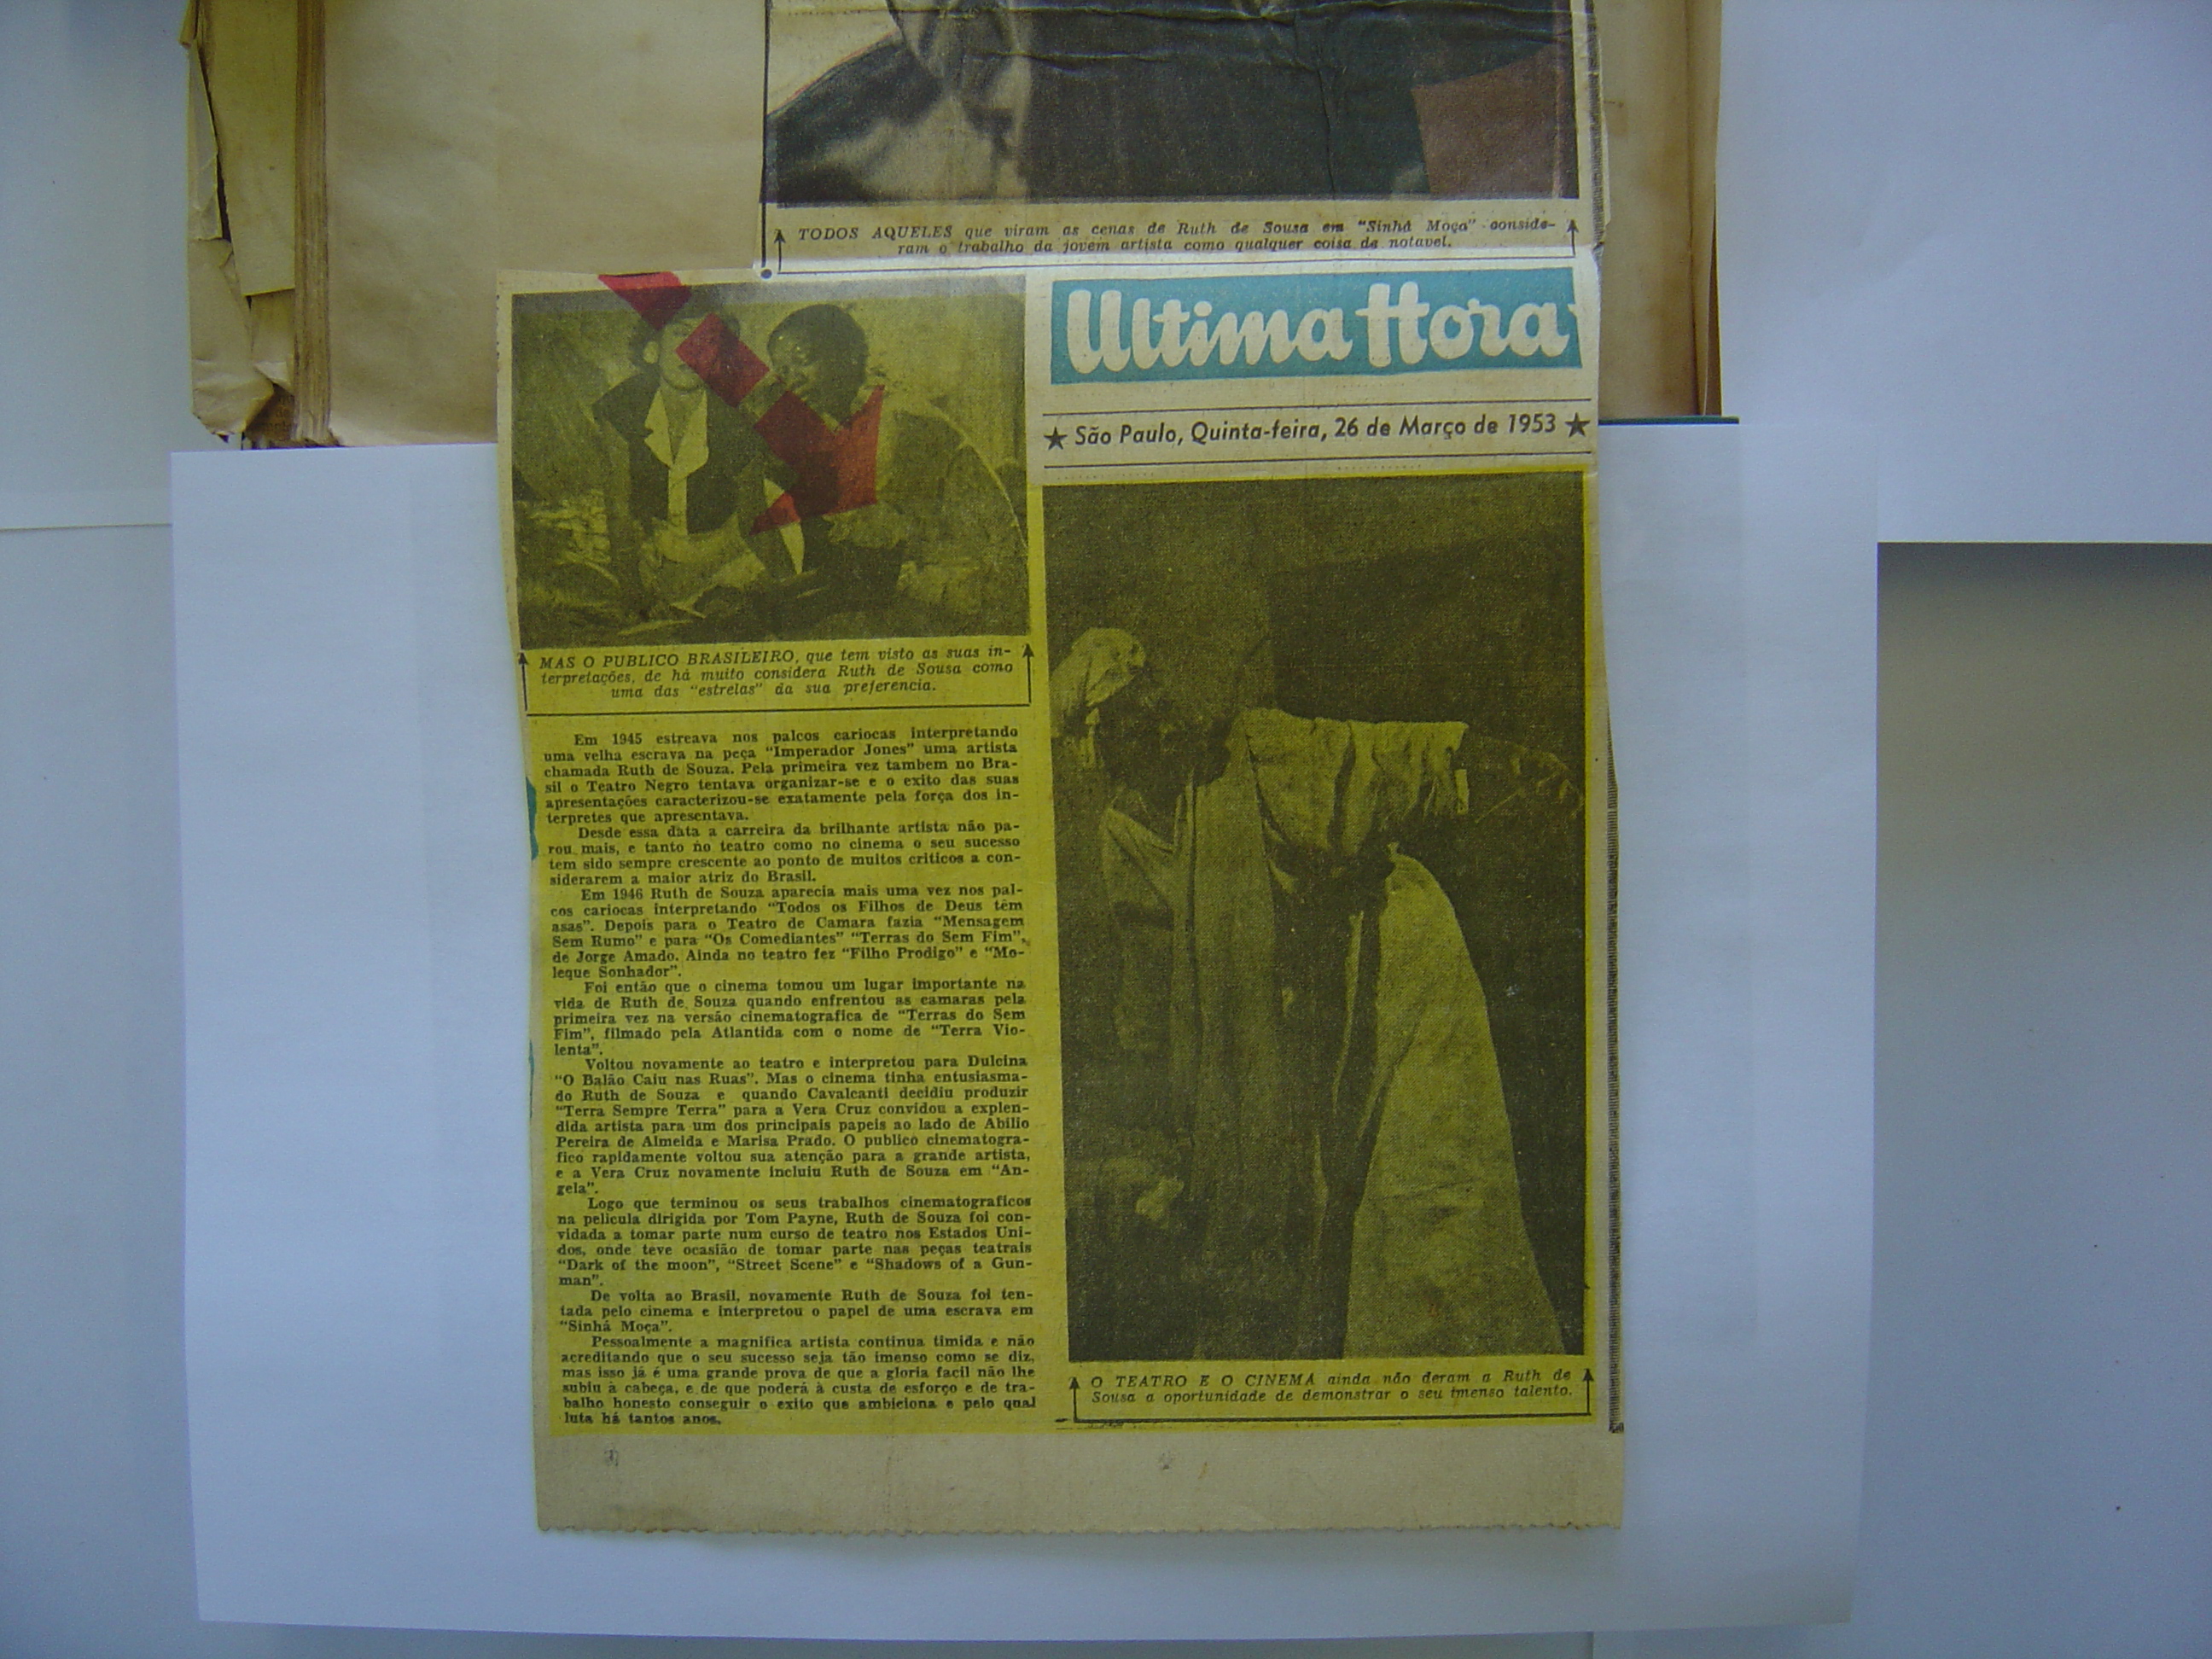 TODOS AQUELES que viram as cenas de Ruth de Sousa em "Sinhá Moça" conside-
ram o trabalho da jovem artista como qualquer coisa de notavel.
Ultima Hora
★ São Paulo, Quinta-feira, 26 de Março de 1953 ★
MAS O PUBLICO BRASILEIRO, que tem visto as suas in-
terpretações, de há muito considera Ruth de Sousa como
uma das "estrelas" da sua preferencia.
Em 1945 estreava nos palcos cariocas interpretando
uma velha escrava na peça "Imperador Jones" uma artista
chamada Ruth de Souza. Pela primeira vez tambem no Bra-
sil o Teatro Negro tentava organizar-se e o exito das suas
apresentações caracterizou-se exatamente pela força dos in-
terpretes que apresentava.
Desde essa data a carreira da brilhante artista não pa-
rou mais, e tanto no teatro como no cinema o seu sucesso
tem sido sempre crescente ao ponto de muitos criticos a con-
siderarem a maior atriz do Brasil.
Em 1946 Ruth de Souza aparecia mais uma vez nos pal-
cos cariocas interpretando "Todos os Filhos de Deus têm
asas". Depois para o Teatro de Camara fazia "Mensagem
Sem Rumo" e para "Os Comediantes" "Terras do Sem Fim",
de Jorge Amado. Ainda no teatro fez "Filho Prodigo" e "Mo-
leque Sonhador".
Foi então que o cinema tomou um lugar importante na
vida de Ruth de Souza quando enfrentou as camaras pela
primeira vez na versão cinematografica de "Terras do Sem
Fim", filmado pela Atlantida com o nome de "Terra Vio-
lenta".
Voltou novamente ao teatro e interpretou para Dulcina
"O Balão Caiu nas Ruas". Mas o cinema tinha entusiasma-
do Ruth de Souza e quando Cavalcanti decidiu produzir
"Terra Sempre Terra" para a Vera Cruz convidou a explen-
dida artista para um dos principais papeis ao lado de Abilio
Pereira de Almeida e Marisa Prado. O publico cinematogra-
fico rapidamente voltou sua atenção para a grande artista,
e a Vera Cruz novamente incluiu Ruth de Souza em "An-
gela".
Logo que terminou os seus trabalhos cinematograficos
na pelicula dirigida por Tom Payne, Ruth de Souza foi con-
vidada a tomar parte num curso de teatro nos Estados Uni-
dos, onde teve ocasião de tomar parte nas peças teatrais
"Dark of the moon", "Street Scene" e "Shadows of a Gun-
man".
De volta ao Brasil, novamente Ruth de Souza foi ten-
tada pelo cinema e interpretou o papel de uma escrava em
"Sinhá Moça".
Pessoalmente a magnifica artista continua timida e não
acreditando que o seu sucesso seja tão imenso como se diz,
mas isso já é uma grande prova de que a gloria facil não lhe
subiu à cabeça, e de que poderá à custa de esforço e de tra-
balho honesto conseguir o exito que ambiciona e pelo qual
luta há tantos anos.
O TEATRO E O CINEMA ainda não deram a Ruth de
Sousa a oportunidade de demonstrar o seu imenso talento.